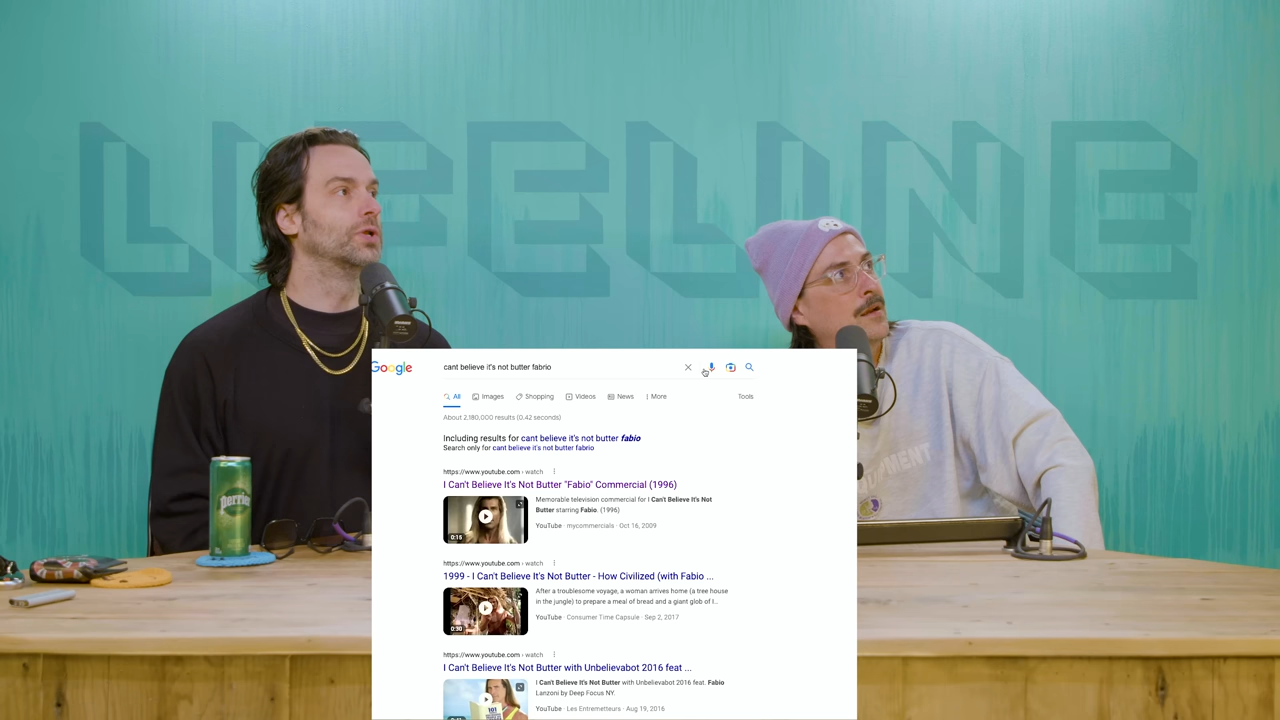 LIFELINE
Google
cant believe it's not butter fabrio
All Images Shopping Videos News More Tools
About 2,180,000 results (0.42 seconds)
Including results for cant believe it's not butter fabio
Search only for cant believe it's not butter fabrio
https://www.youtube.com › watch
I Can't Believe It's Not Butter "Fabio" Commercial (1996)
Memorable television commercial for I Can't Believe It's Not
Butter starring Fabio. (1996)
0:15
YouTube · mycommercials · Oct 16, 2009
https://www.youtube.com › watch
1999 - I Can't Believe It's Not Butter - How Civilized (with Fabio ...
After a troublesome voyage, a woman arrives home (a tree house
in the jungle) to prepare a meal of bread and a giant glob of I...
0:30
YouTube · Consumer Time Capsule · Sep 2, 2017
https://www.youtube.com › watch
I Can't Believe It's Not Butter with Unbelievabot 2016 feat ...
I Can't Believe It's Not Butter with Unbelievabot 2016 feat. Fabio
Lanzoni by Deep Focus NY.
101
YouTube · Les Entremetteurs · Aug 19, 2016
perrier